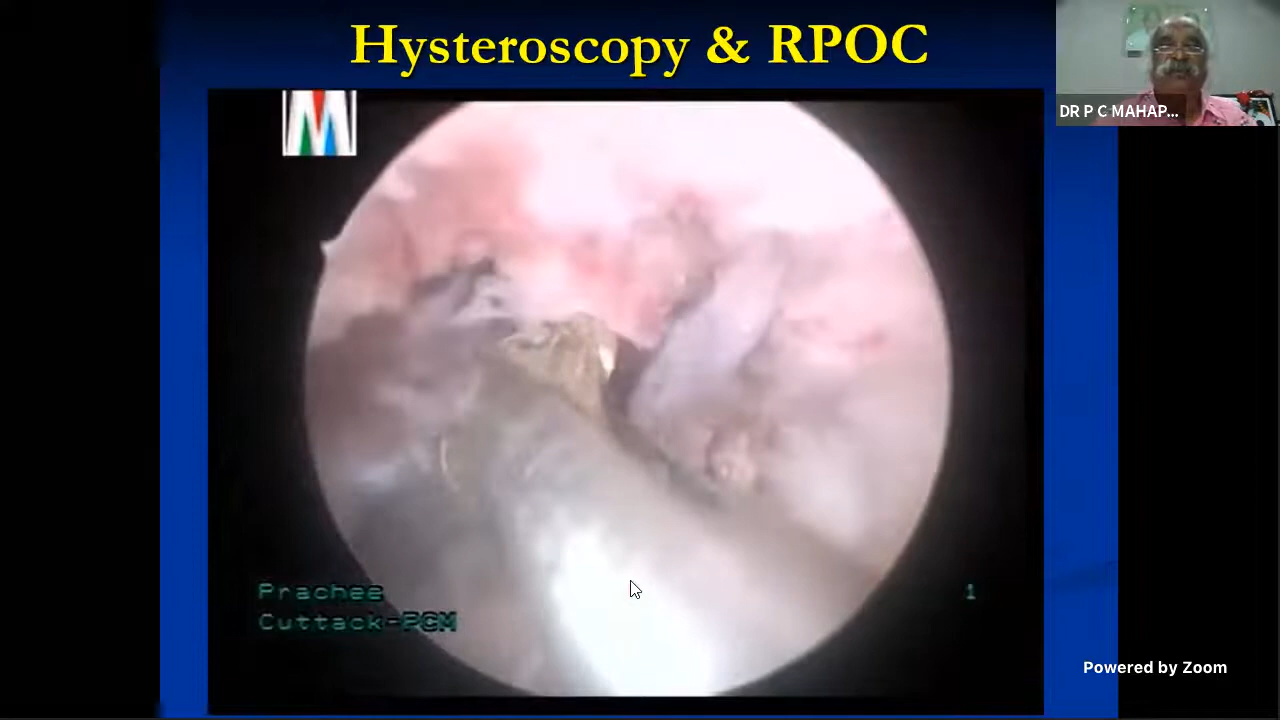 Hysteroscopy & RPOC
DR P C MAHAP...
Prachee
1
Cuttack-PCM
Powered by Zoom